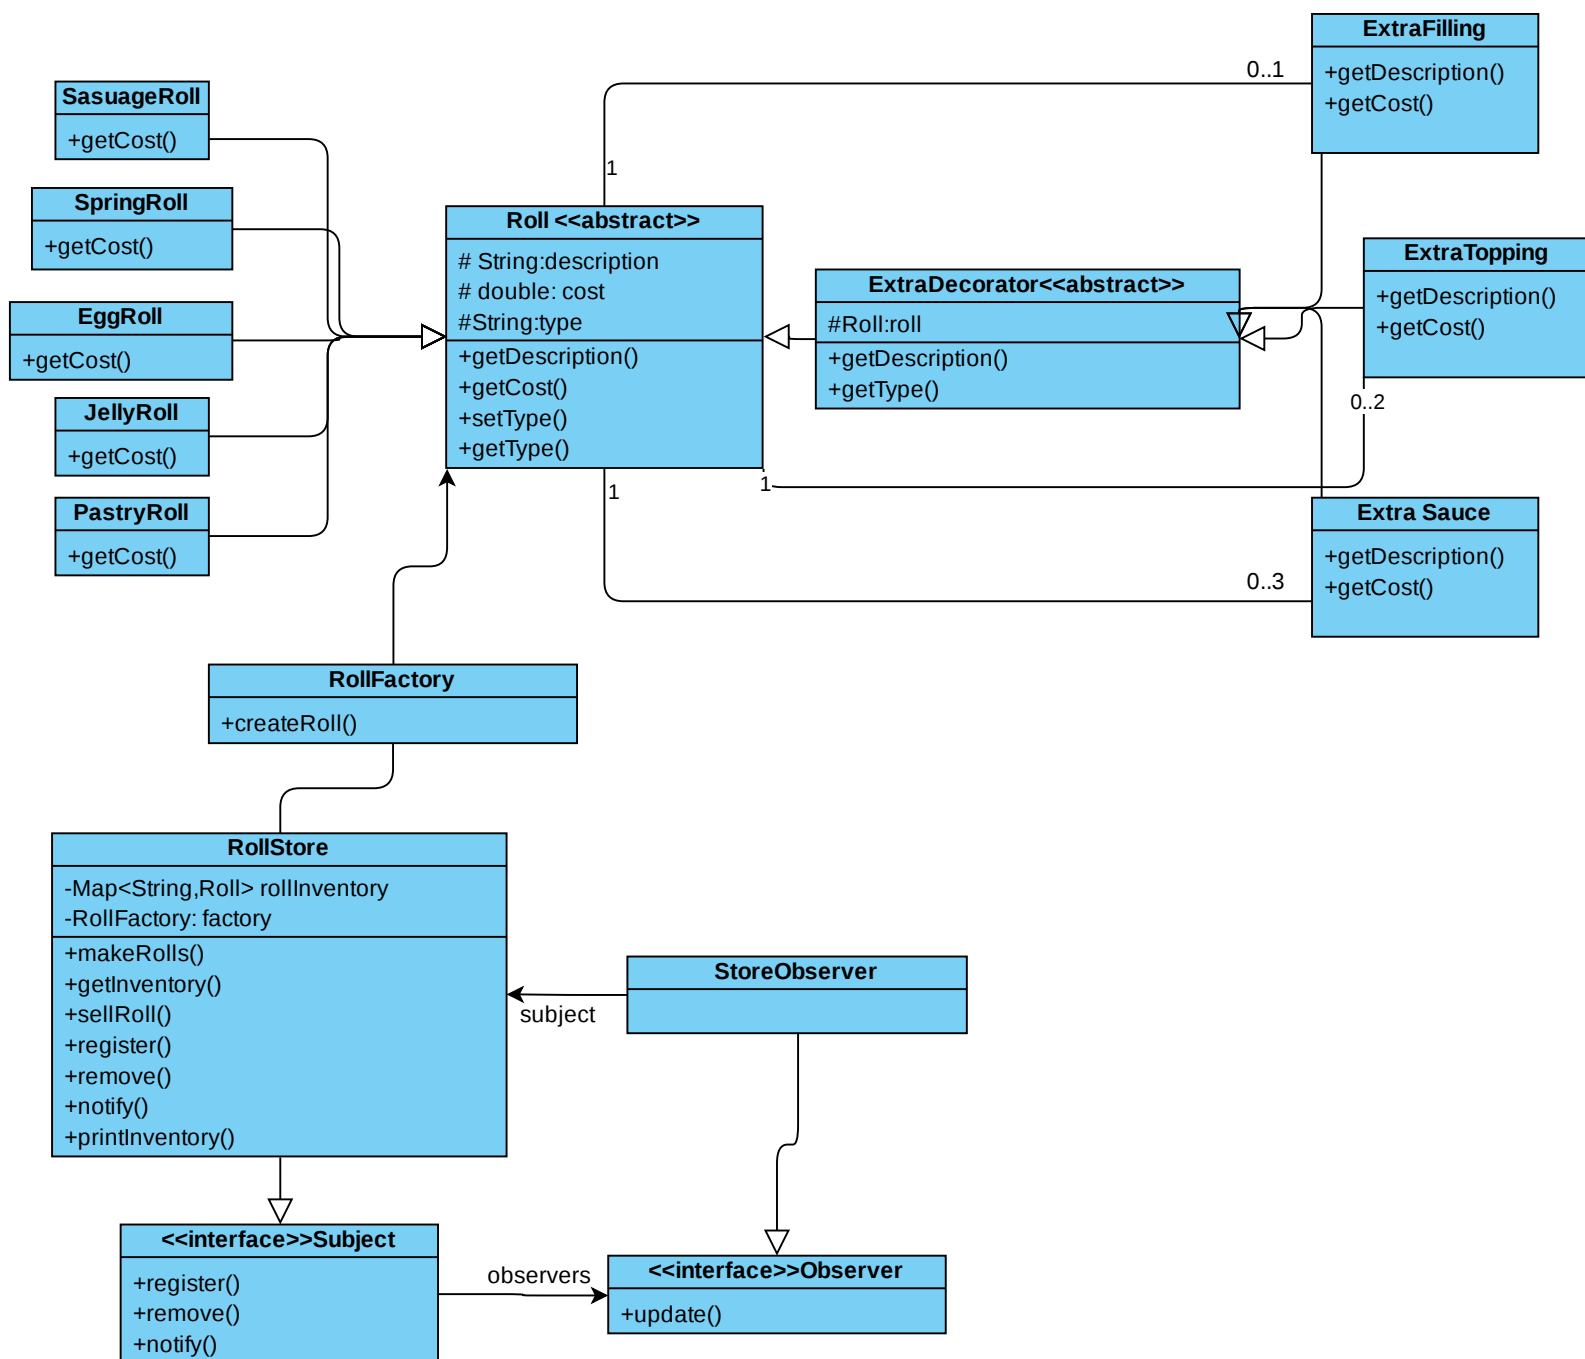 SasuageRoll
+getCost()
SpringRoll
+getCost()
EggRoll
+getCost()
JellyRoll
+getCost()
PastryRoll
+getCost()
Roll <<abstract>>
# String:description
# double: cost
#String:type
+getDescription()
+getCost()
+setType()
+getType()
1
0..1
1
0..2
1
0..3
ExtraDecorator<<abstract>>
#Roll:roll
+getDescription()
+getType()
ExtraFilling
+getDescription()
+getCost()
ExtraTopping
+getDescription()
+getCost()
Extra Sauce
+getDescription()
+getCost()
RollFactory
+createRoll()
RollStore
-Map<String,Roll> rollInventory
-RollFactory: factory
+makeRolls()
+getInventory()
+sellRoll()
+register()
+remove()
+notify()
+printInventory()
subject
StoreObserver
<<interface>>Subject
+register()
+remove()
+notify()
observers
<<interface>>Observer
+update()